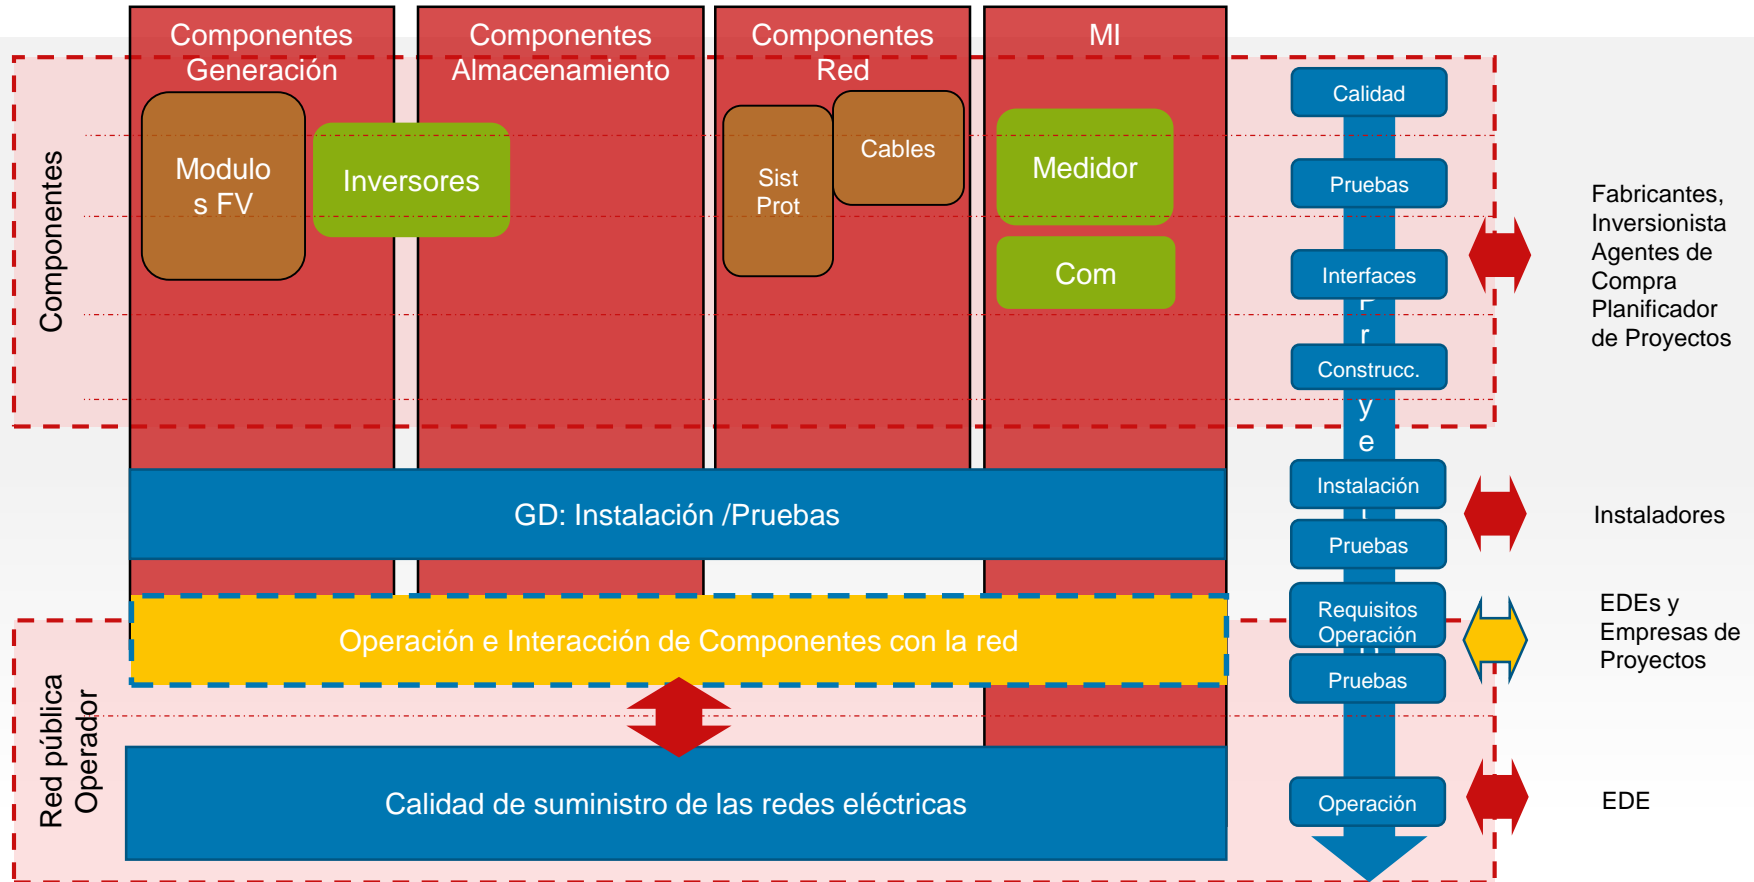 Componentes
Generación
Componentes
Almacenamiento
Componentes
Red
MI
Componentes
Modulo
s FV
Inversores
Sist
Prot
Cables
Medidor
Com
Calidad
Pruebas
Interfaces
P
r
Construcc.
y
e
Instalación
Pruebas
Requisitos
Operación
Pruebas
Operación
Fabricantes,
Inversionista
Agentes de
Compra
Planificador
de Proyectos
GD: Instalación /Pruebas
Instaladores
Operación e Interacción de Componentes con la red
EDEs y
Empresas de
Proyectos
Red pública
Operador
Calidad de suministro de las redes eléctricas
EDE